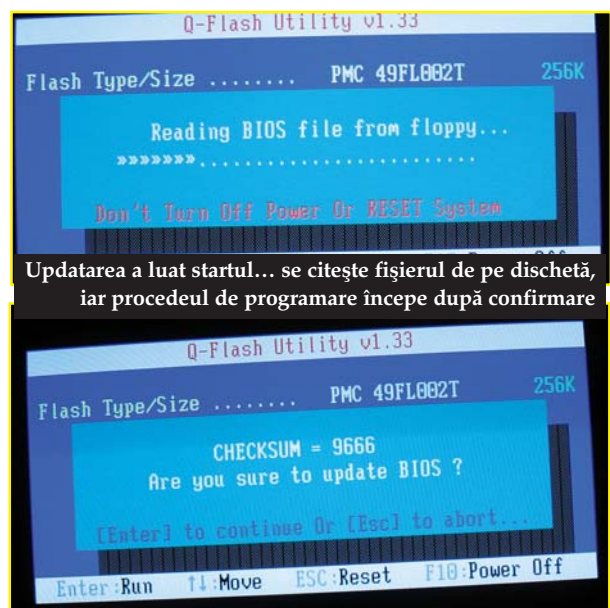 Q-Flash Utility v1.33
Flash Type/Size ........ PMC 49FL002T 256K
Reading BIOS file from floppy...
»»»»»»»............................
Don't Turn Off Power Or RESET System
Off
Updatarea a luat startul… se citește fișierul de pe dischetă,
iar procedeul de programare începe după confirmare
Q-Flash Utility v1.33
Flash Type/Size ........ PMC 49FL002T 256K
CHECKSUM = 9666
Are you sure to update BIOS ?
[Enter] to continue Or [Esc] to abort...
Enter:Run ↑↓:Move ESC:Reset F10:Power Off